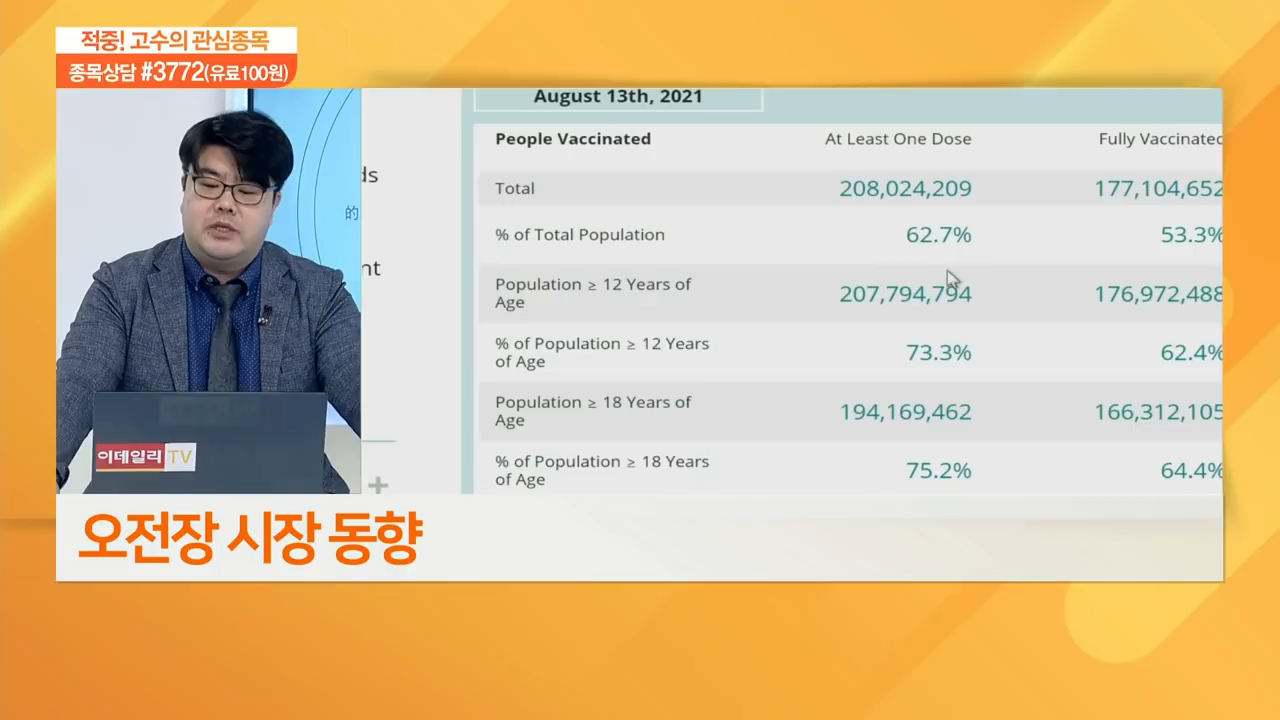 적중! 고수의 관심종목
종목상담 #3772(유료100원)
August 13th, 2021
People Vaccinated At Least One Dose Fully Vaccinated
Total 208,024,209 177,104,652
% of Total Population 62.7% 53.3%
Population ≥ 12 Years of
Age 207,794,794 176,972,488
% of Population ≥ 12 Years
of Age 73.3% 62.4%
Population ≥ 18 Years of
Age 194,169,462 166,312,105
% of Population ≥ 18 Years
of Age 75.2% 64.4%
ds
的
nt
이데일리TV
오전장 시장 동향